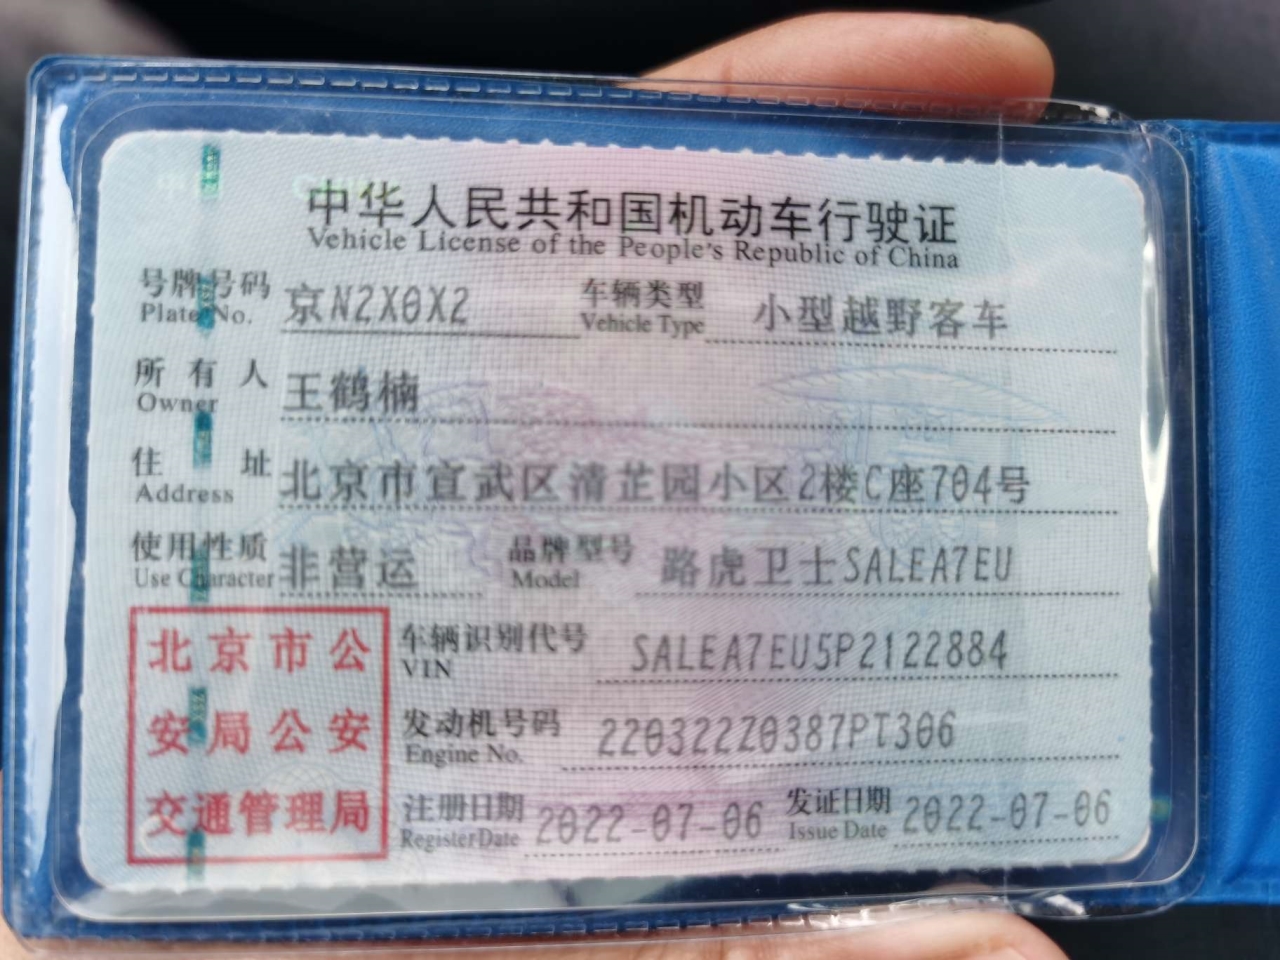 中华人民共和国机动车行驶证
Vehicle License of the People's Republic of China
号牌号码 京N2X0X2 车辆类型 小型越野客车
Plate No. Vehicle Type
所有人 王鹤楠
Owner
住址 北京市宣武区清芷园小区2楼C座704号
Address
使用性质 非营运 品牌型号 路虎卫士SALEA7EU
Use Character Model
北京市公
安局公安
交通管理局
车辆识别代号 SALEA7EU5P2122884
VIN
发动机号码 220322Z0387PT306
Engine No.
注册日期 2022-07-06 发证日期 2022-07-06
Register Date Issue Date